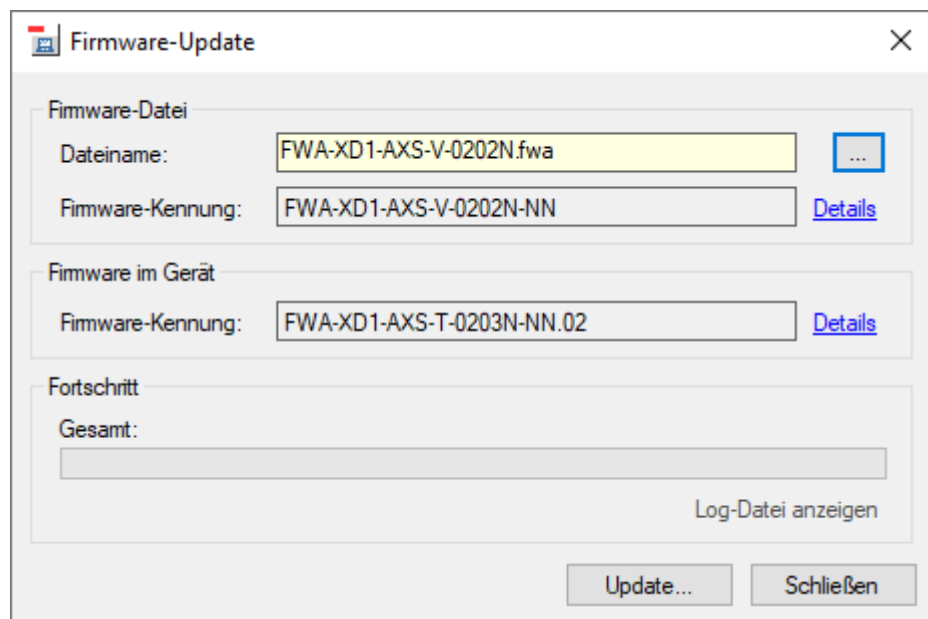 Firmware-Update
Firmware-Datei
Dateiname: FWA-XD1-AXS-V-0202N.fwa ...
Firmware-Kennung: FWA-XD1-AXS-V-0202N-NN Details
Firmware im Gerät
Firmware-Kennung: FWA-XD1-AXS-T-0203N-NN.02 Details
Fortschritt
Gesamt:
Log-Datei anzeigen
Update... Schließen